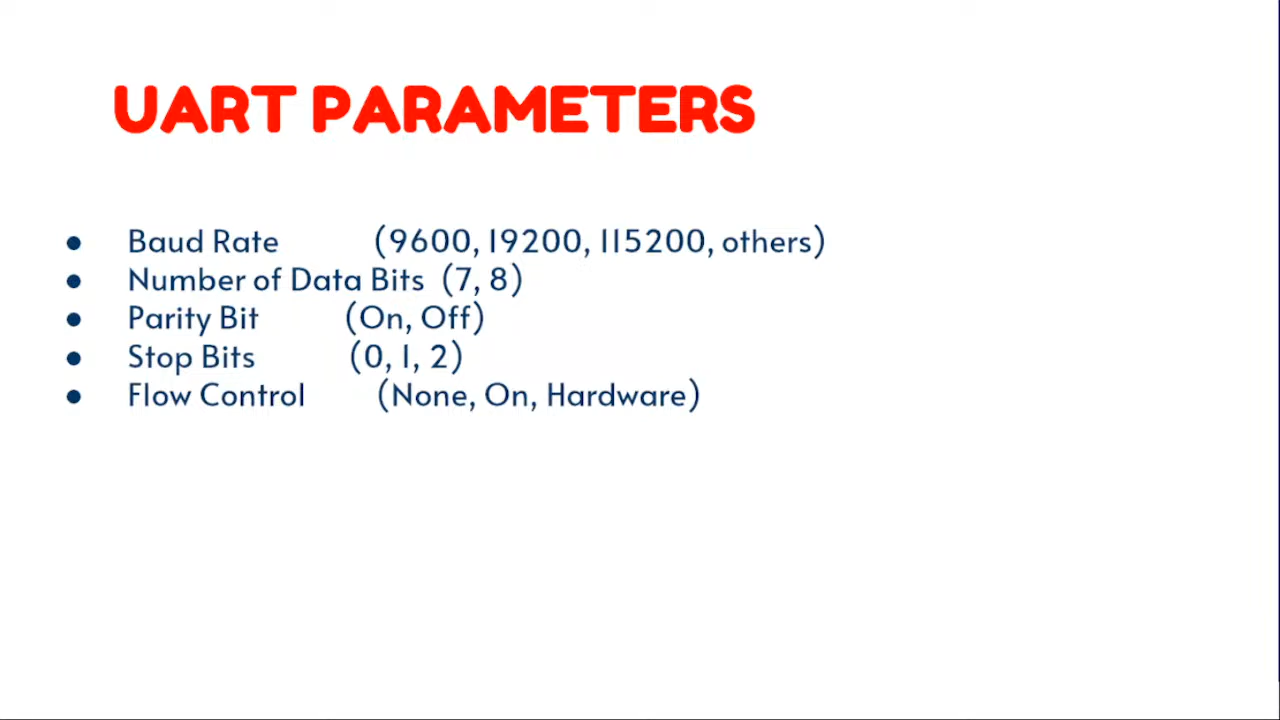 UART PARAMETERS
● Baud Rate (9600, 19200, 115200, others)
● Number of Data Bits (7, 8)
● Parity Bit (On, Off)
● Stop Bits (0, 1, 2)
● Flow Control (None, On, Hardware)